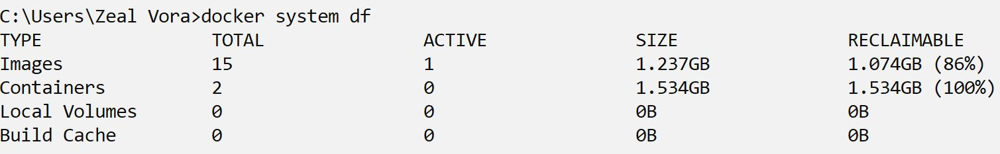 C:\Users\Zeal Vora>docker system df
TYPE TOTAL ACTIVE SIZE RECLAIMABLE
Images 15 1 1.237GB 1.074GB (86%)
Containers 2 0 1.534GB 1.534GB (100%)
Local Volumes 0 0 0B 0B
Build Cache 0 0 0B 0B